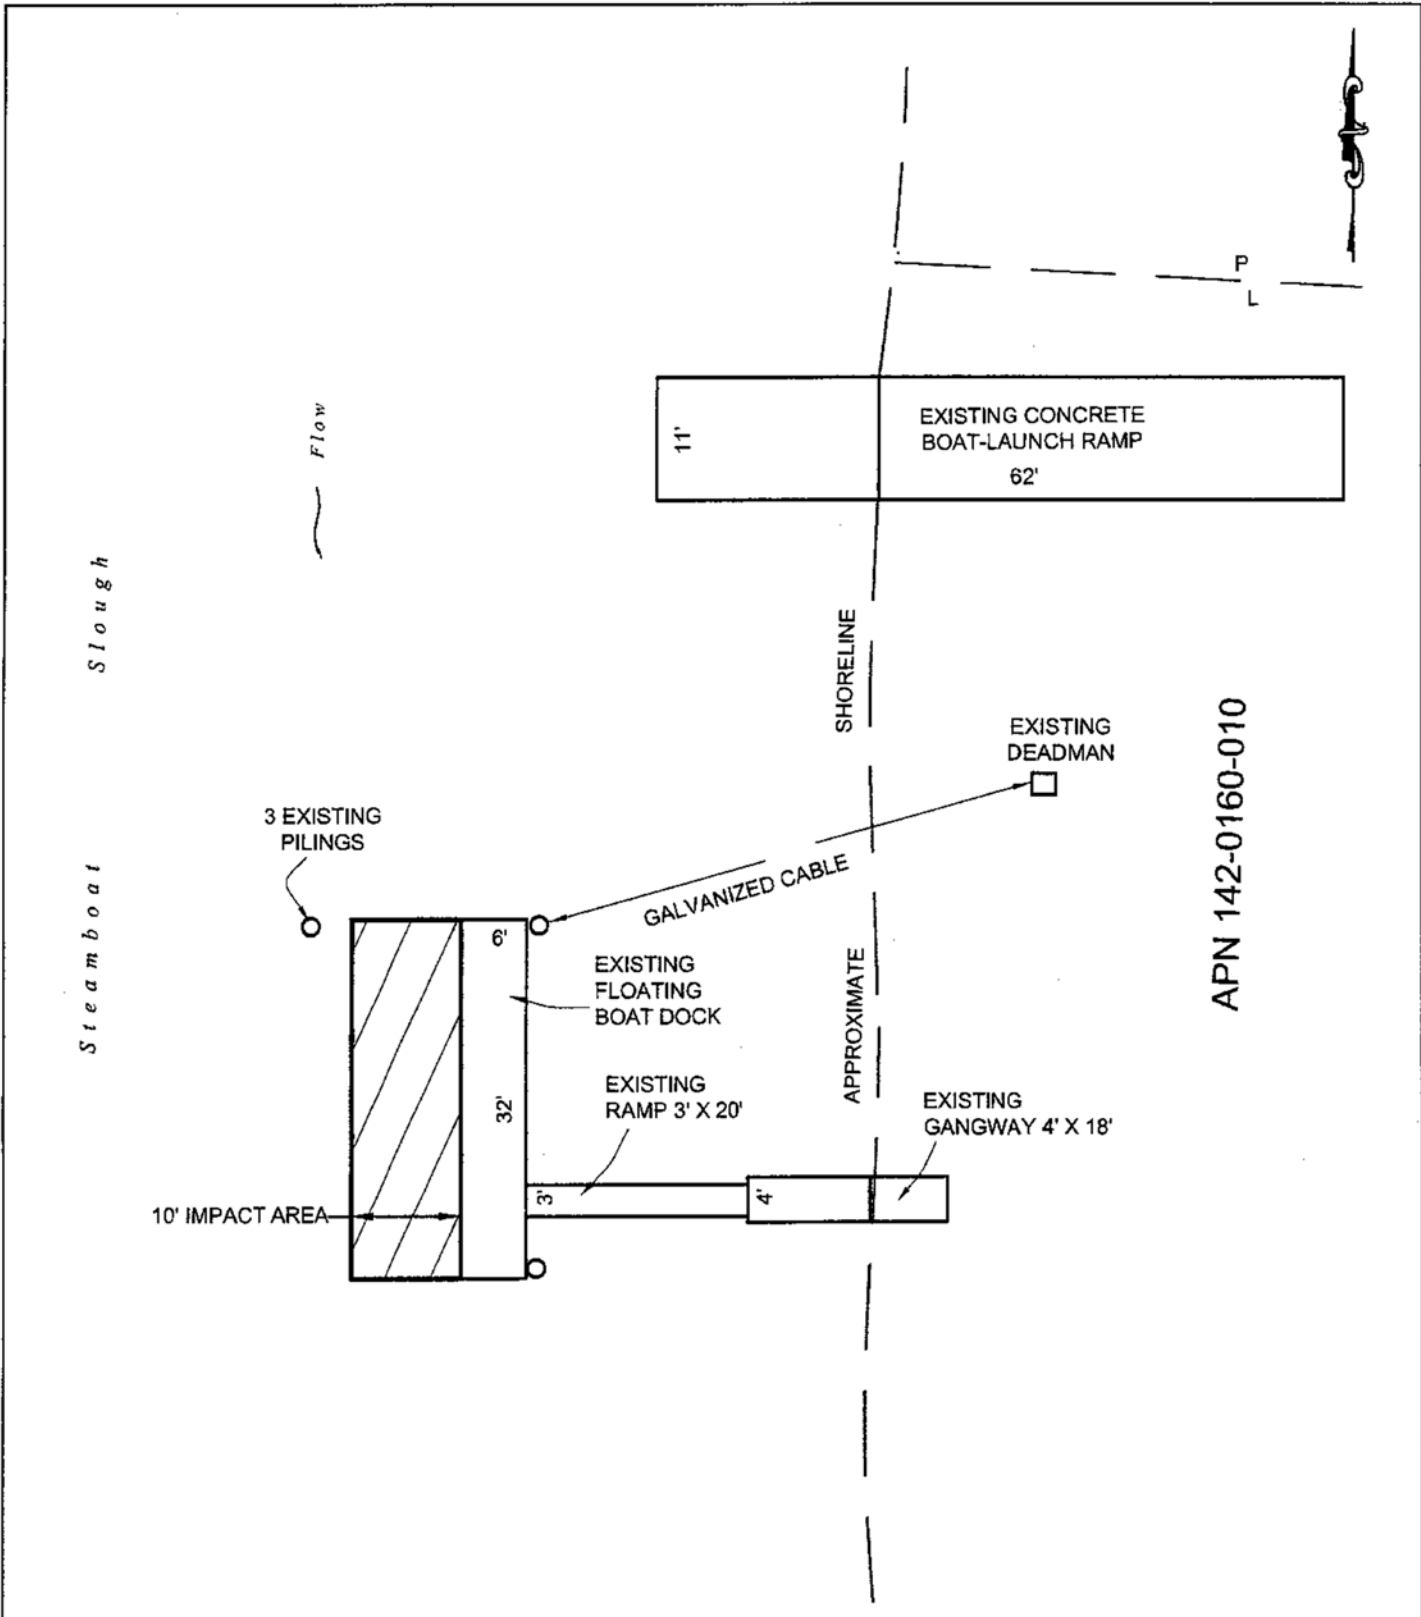 P
L
11'
EXISTING CONCRETE
BOAT-LAUNCH RAMP
62'
Flow
Steamboat Slough
APPROXIMATE SHORELINE
EXISTING
DEADMAN
APN 142-0160-010
3 EXISTING
PILINGS
GALVANIZED CABLE
6'
EXISTING
FLOATING
BOAT DOCK
32'
EXISTING
RAMP 3' X 20'
EXISTING
GANGWAY 4' X 18'
3'
4'
10' IMPACT AREA